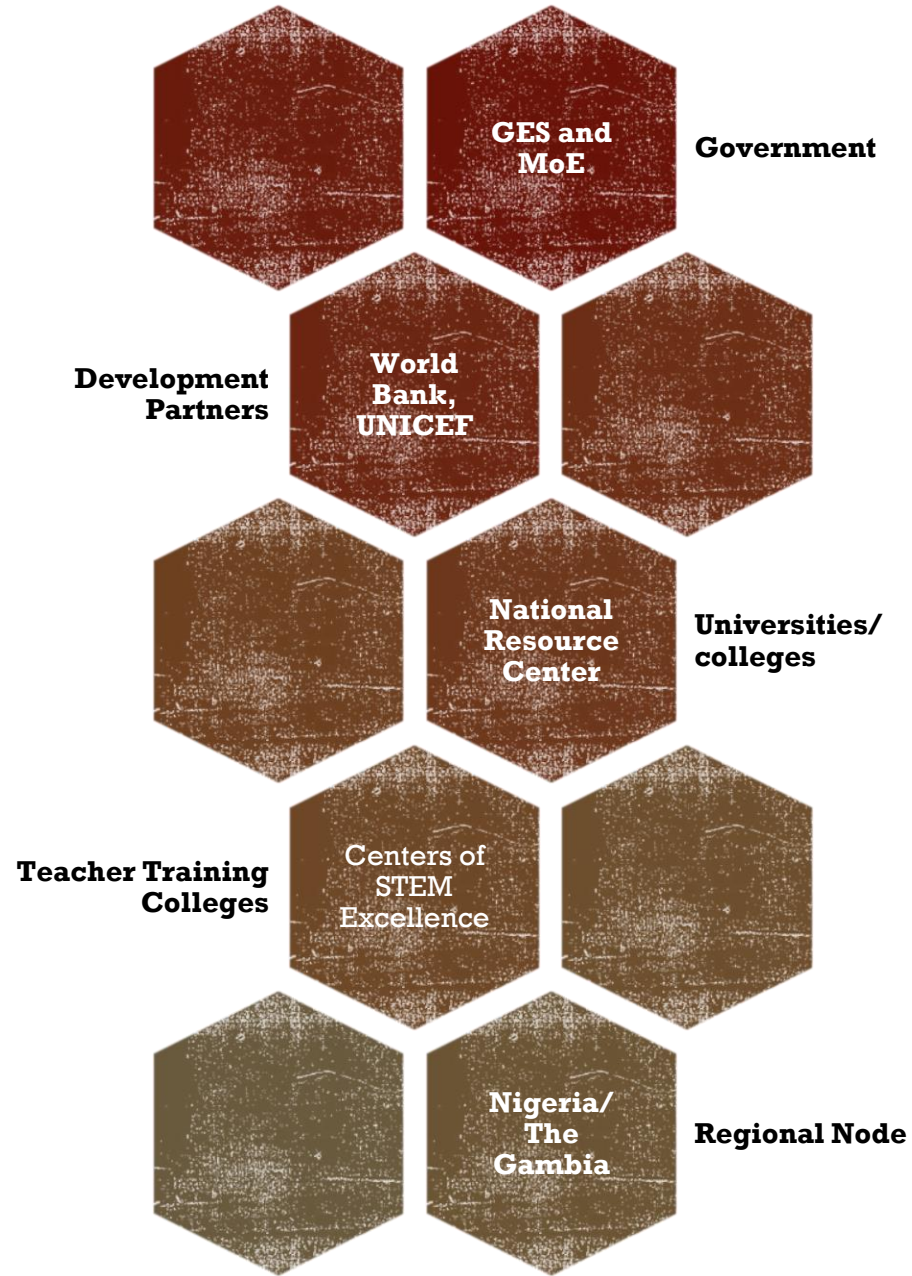 GES and
MoE
Government
Development
Partners
World
Bank,
UNICEF
National
Resource
Center
Universities/
colleges
Teacher Training
Colleges
Centers of
STEM
Excellence
Nigeria/
The
Gambia
Regional Node